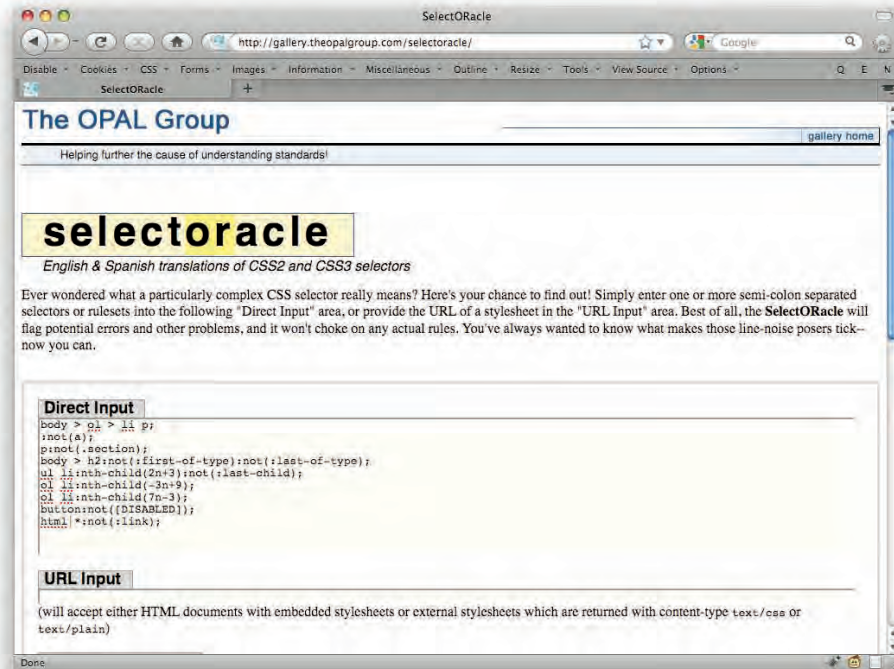 SelectORacle
http://gallery.theopalgroup.com/selectoracle/
Google
Disable Cookies CSS Forms Images Information Miscellaneous Outline Resize Tools View Source Options Q E N
SelectORacle +
The OPAL Group
gallery home
Helping further the cause of understanding standards!
selectoracle
English & Spanish translations of CSS2 and CSS3 selectors
Ever wondered what a particularly complex CSS selector really means? Here's your chance to find out! Simply enter one or more semi-colon separated
selectors or rulesets into the following "Direct Input" area, or provide the URL of a stylesheet in the "URL Input" area. Best of all, the SelectORacle will
flag potential errors and other problems, and it won't choke on any actual rules. You've always wanted to know what makes those line-noise posers tick--
now you can.
Direct Input
body > ol > li p;
:not(a);
p:not(.section);
body > h2:not(:first-of-type):not(:last-of-type);
ul li:nth-child(2n+3):not(:last-child);
ol li:nth-child(-3n+9);
ol li:nth-child(7n-3);
button:not([DISABLED]);
html|*:not(:link);
URL Input
(will accept either HTML documents with embedded stylesheets or external stylesheets which are returned with content-type text/css or
text/plain)
Done